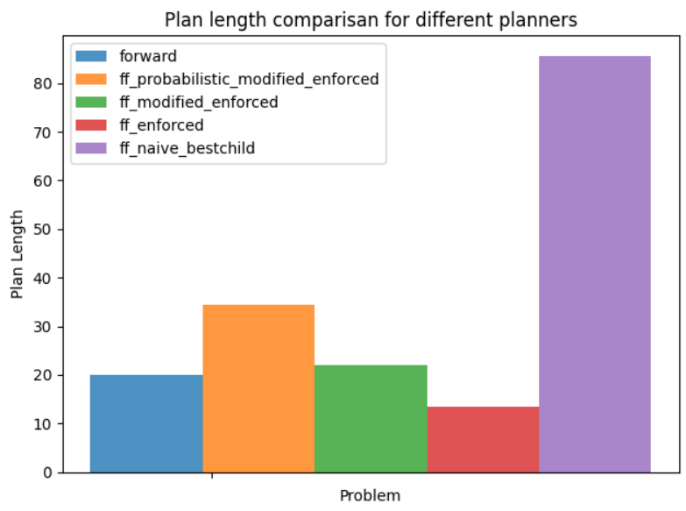 Plan length comparisan for different planners
forward
ff_probabilistic_modified_enforced
ff_modified_enforced
ff_enforced
ff_naive_bestchild
80
70
60
50
40
30
20
10
0
Plan Length
Problem